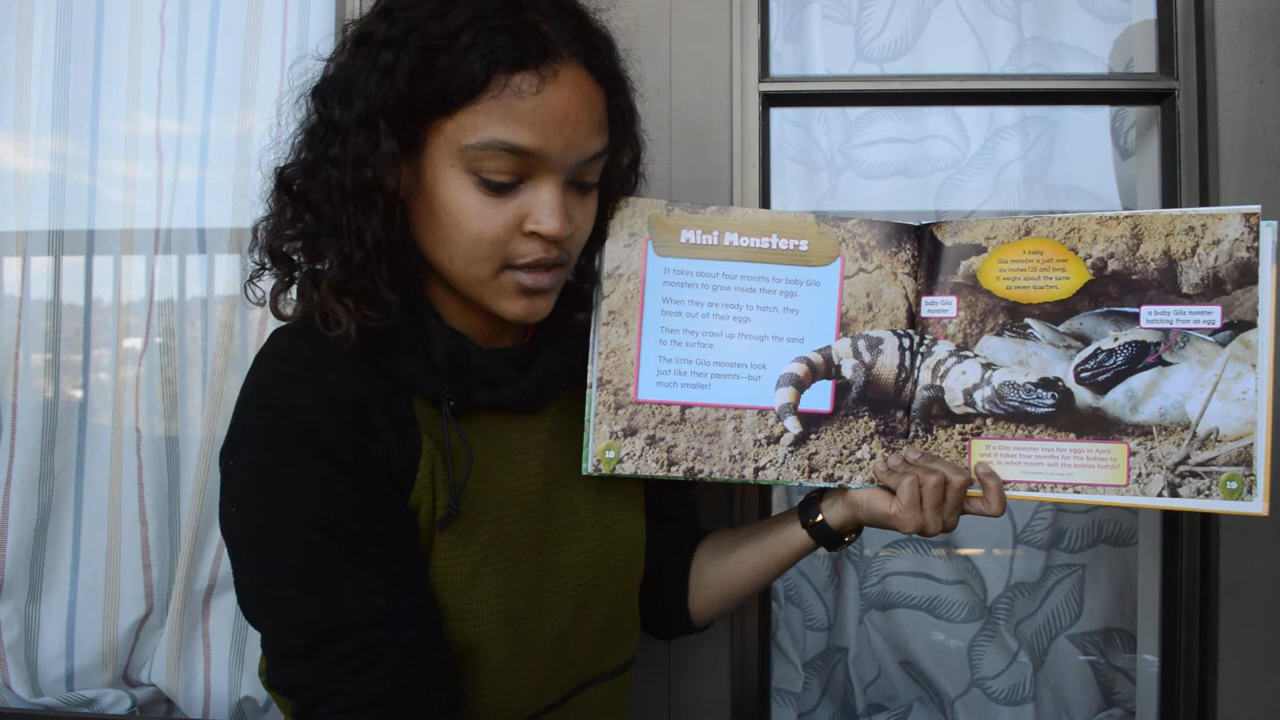 Mini Monsters
It takes about four months for baby Gila
monsters to grow inside their eggs.
When they are ready to hatch, they
break out of their eggs.
Then they crawl up through the sand
to the surface.
The little Gila monsters look
just like their parents—but
much smaller!
18
baby Gila
monster
A baby
Gila monster is just over
six inches (15 cm) long.
It weighs about the same
as seven quarters.
a baby Gila monster
hatching from an egg
If a Gila monster lays her eggs in April
and it takes four months for the babies to
in what month will the babies hatch?
19